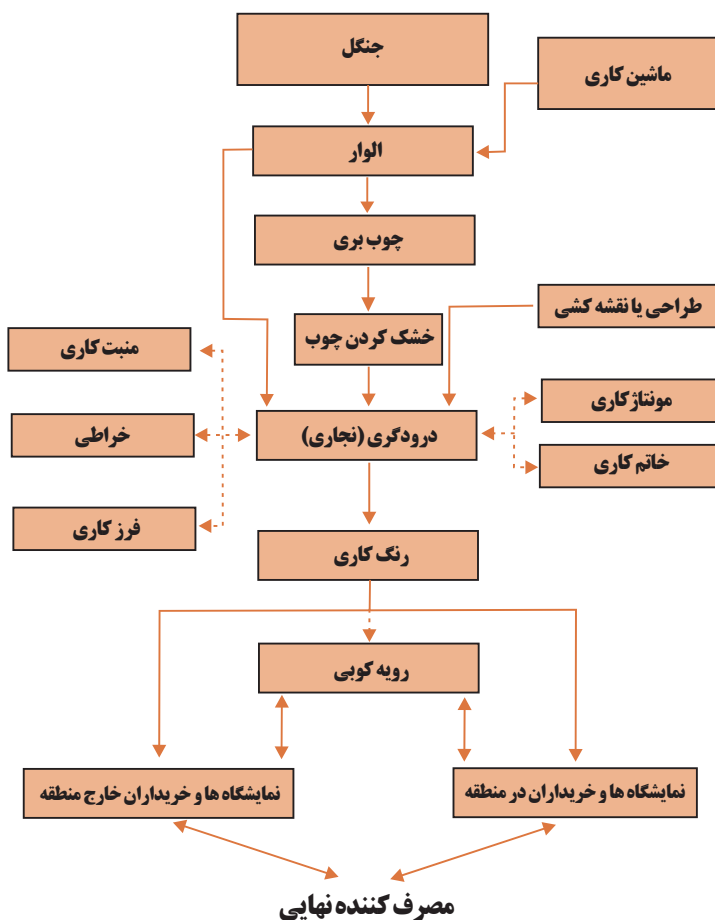 جنگل
ماشین کاری
الوار
چوب بری
طراحی یا نقشه کشی
خشک کردن چوب
منبت کاری
مونتاژکاری
درودگری (نجاری)
خراطی
خاتم کاری
فرز کاری
رنگ کاری
رویه کوبی
نمایشگاه ها و خریداران در منطقه
نمایشگاه ها و خریداران خارج منطقه
مصرف کننده نهایی